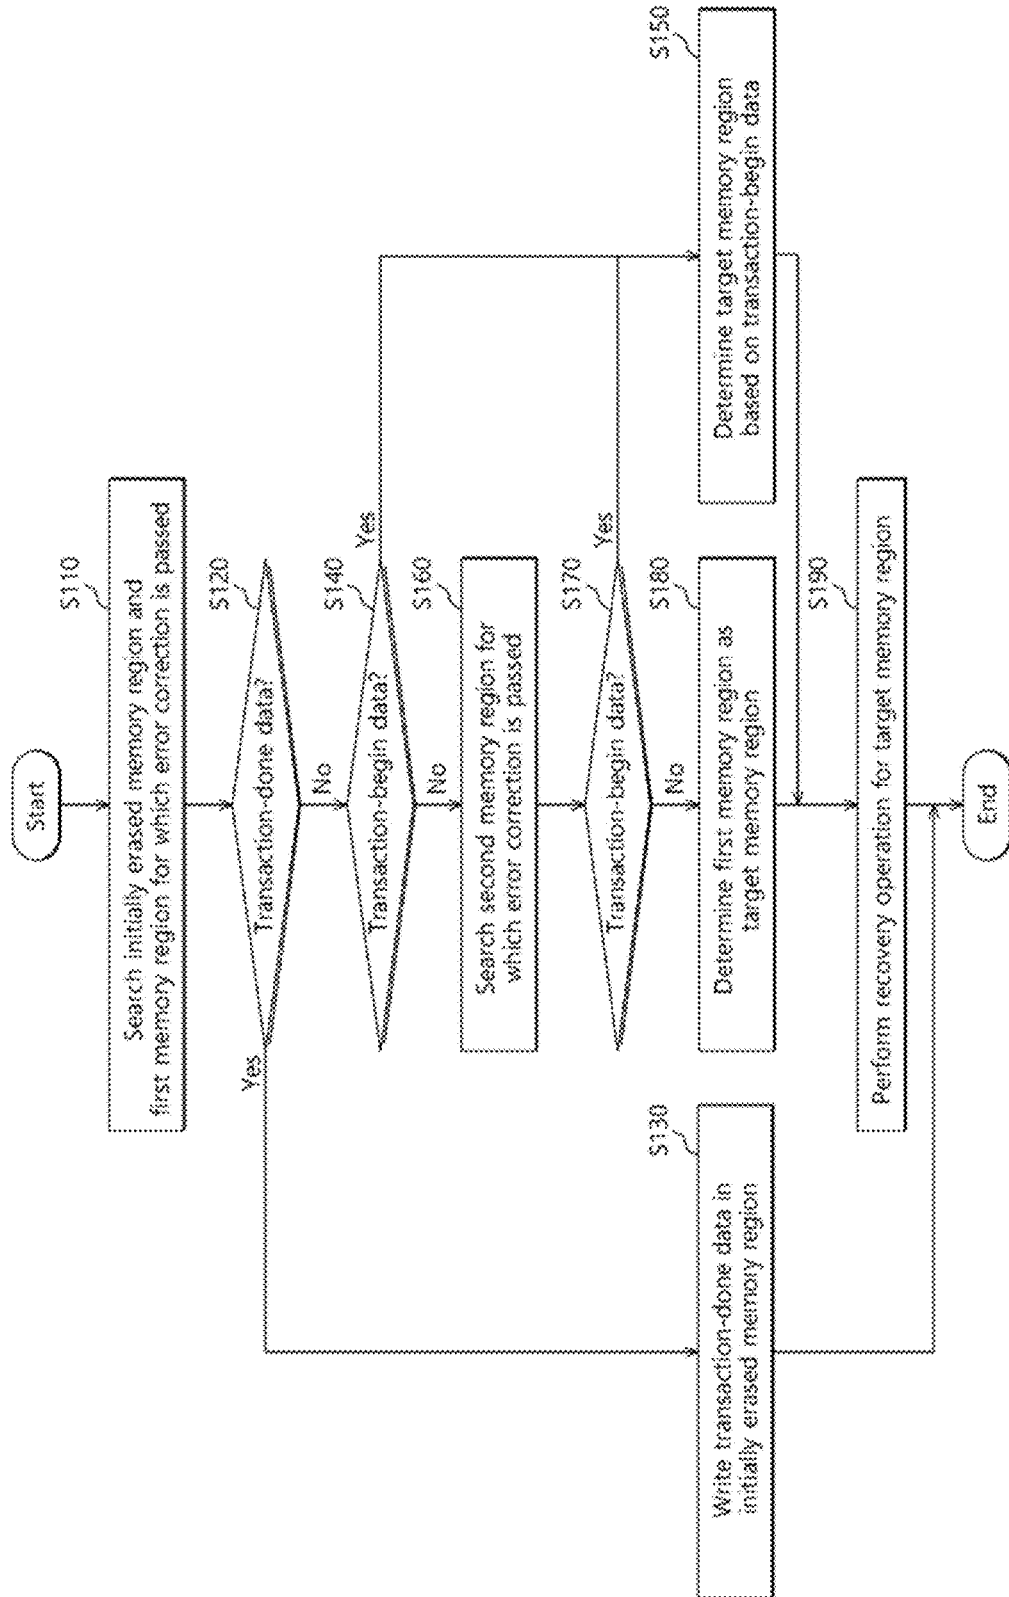 Start
S110
Search initially erased memory region and
first memory region for which error correction is passed
S120
Transaction-done data?
Yes
No
S140
Transaction-begin data?
Yes
No
S160
Search second memory region for
which error correction is passed
S170
Transaction-begin data?
Yes
No
S130
Write transaction-done data in
initially erased memory region
S180
Determine first memory region as
target memory region
S150
Determine target memory region
based on transaction-begin data
S190
Perform recovery operation for target memory region
End